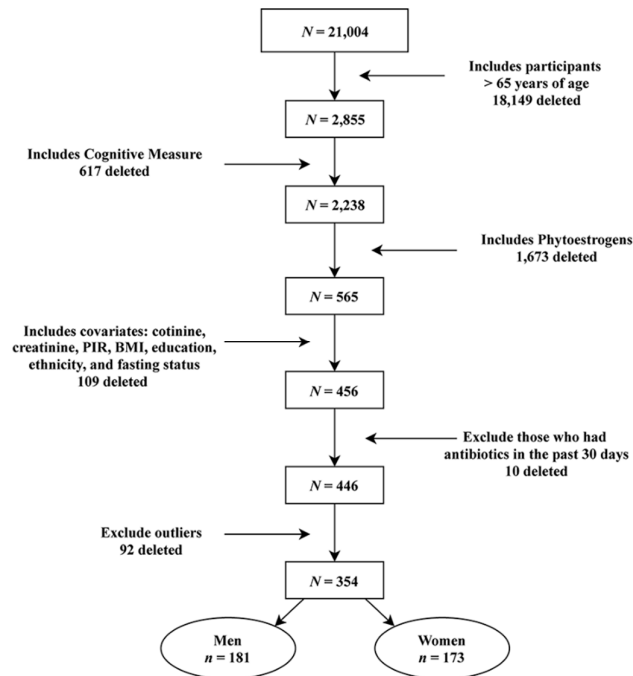 N = 21,004
Includes participants
> 65 years of age
18,149 deleted
N = 2,855
Includes Cognitive Measure
617 deleted
N = 2,238
Includes Phytoestrogens
1,673 deleted
N = 565
Includes covariates: cotinine,
creatinine, PIR, BMI, education,
ethnicity, and fasting status
109 deleted
N = 456
Exclude those who had
antibiotics in the past 30 days
10 deleted
N = 446
Exclude outliers
92 deleted
N = 354
Men
n = 181
Women
n = 173